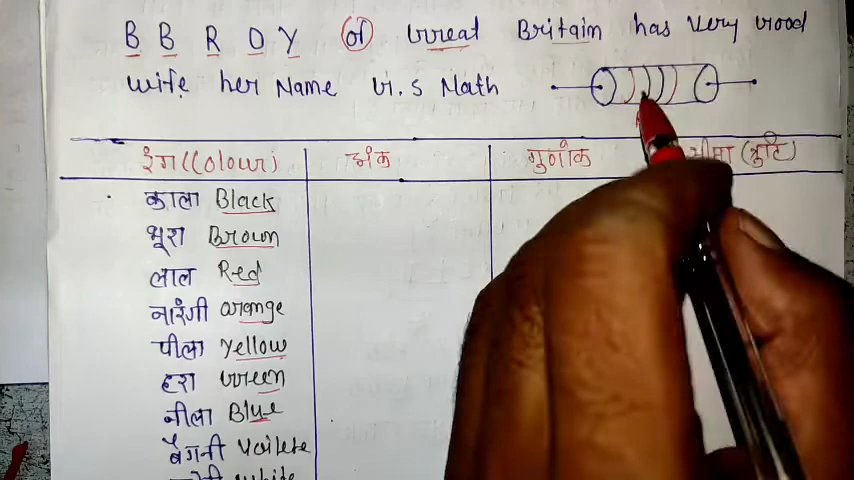 B B R O Y of Great Britain has Very Good
Wife her Name G.S Math
रंग (Colour) अंक गुणांक सीमा (त्रुटि)
काला Black
भूरा Brown
लाल Red
नारंगी orange
पीला Yellow
हरा Green
नीला Blue
बैंगनी Voilete
white